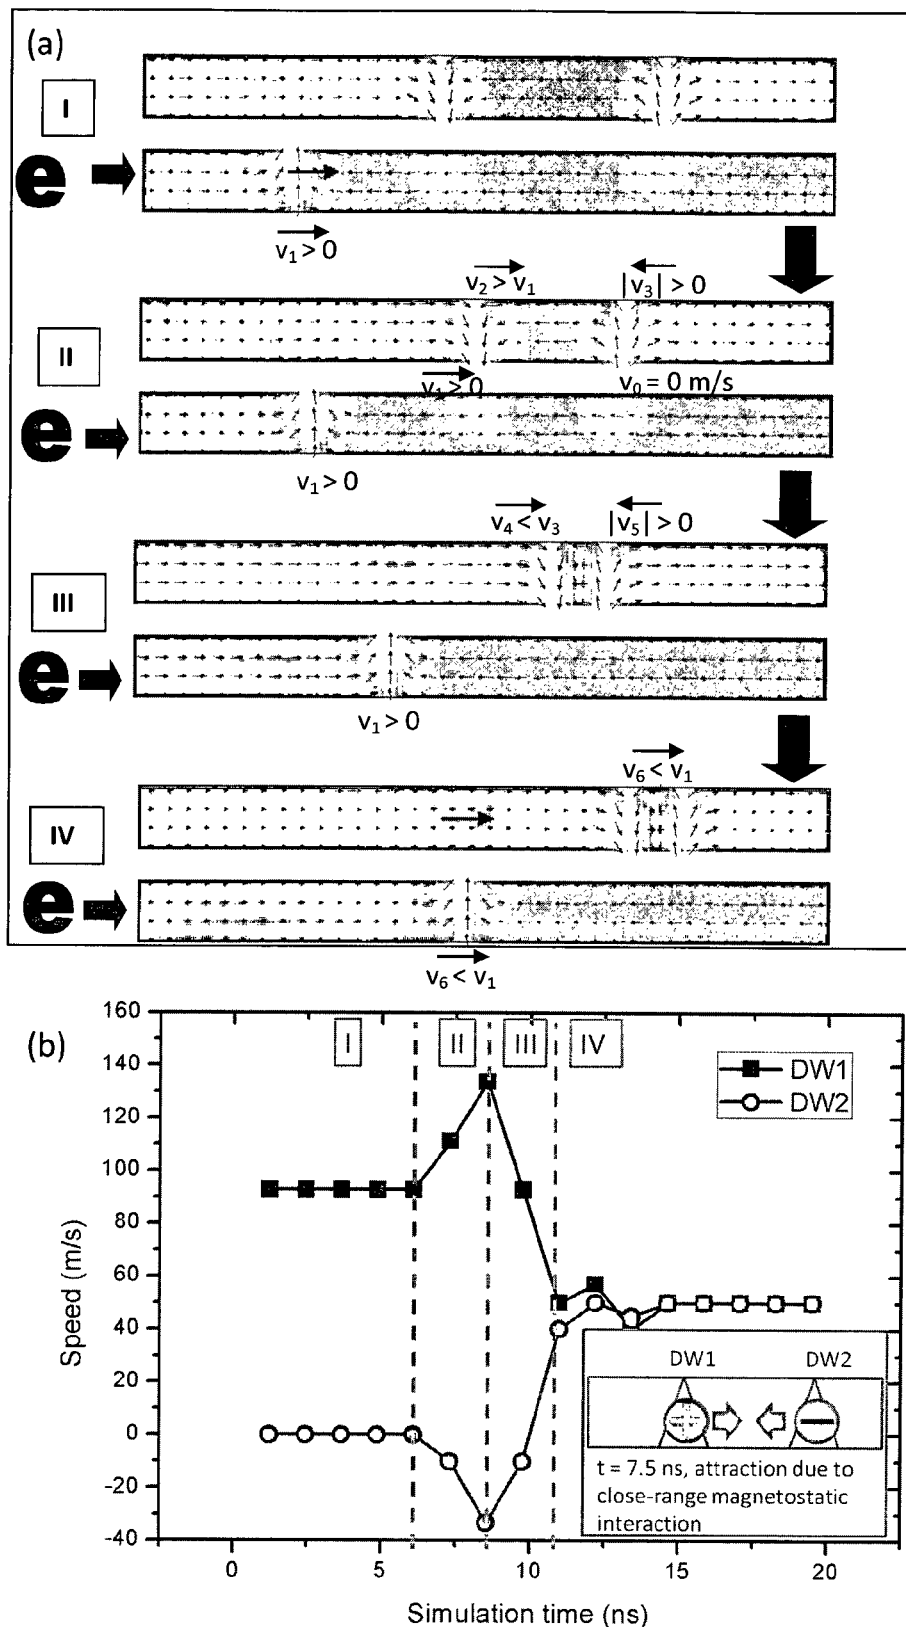 (a)
I
e
v₁ > 0
v₂ > v₁
|v₃| > 0
II
v₁ > 0
v₀ = 0 m/s
e
v₁ > 0
v₄ < v₃
|v₅| > 0
III
e
v₁ > 0
v₆ < v₁
IV
e
v₆ < v₁
(b)
160
140
120
100
80
60
40
20
0
-20
-40
Speed (m/s)
I
II
III
IV
DW1
DW2
DW1
DW2
+
−
t = 7.5 ns, attraction due to
close-range magnetostatic
interaction
0
5
10
15
20
Simulation time (ns)